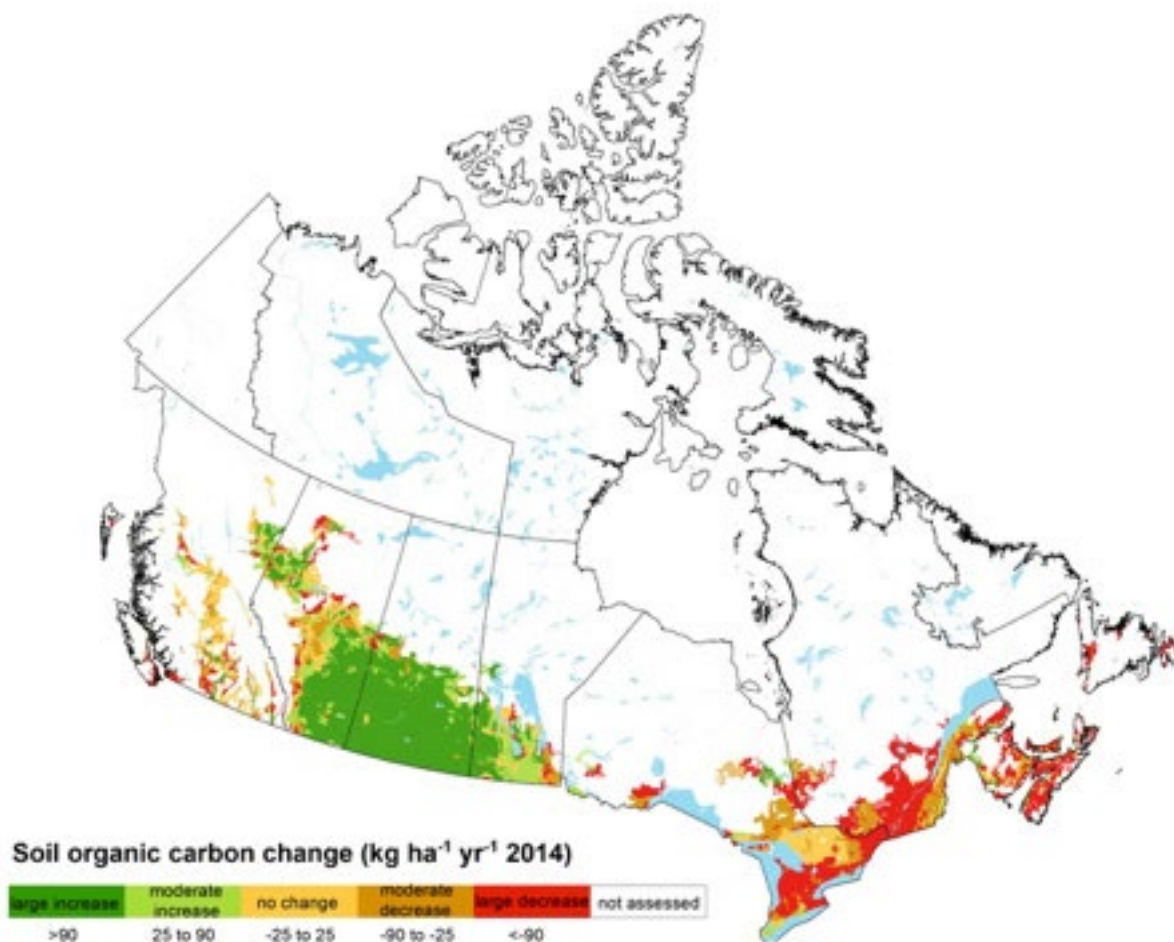 Soil organic carbon change (kg ha⁻¹ yr⁻¹ 2014)
large increase
moderate increase
no change
moderate decrease
large decrease
not assessed
>90
25 to 90
-25 to 25
-90 to -25
<-90